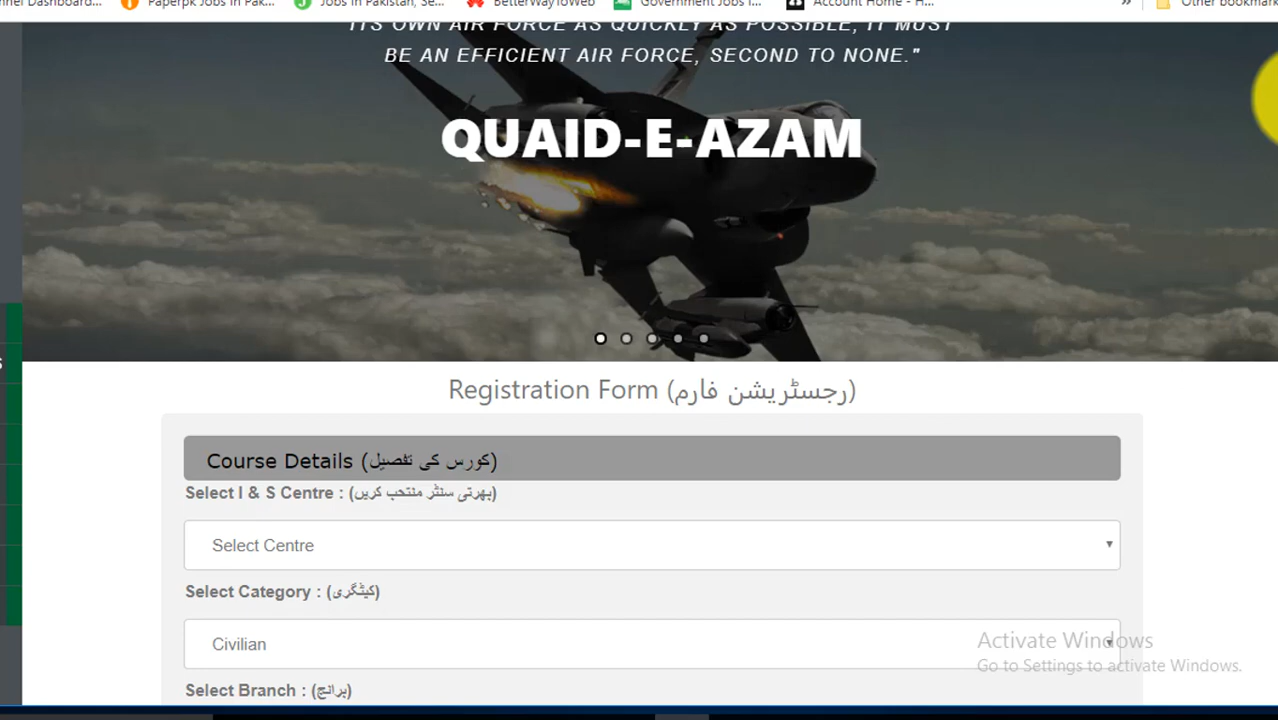 nnel Dashboard...
Paperpk Jobs in Pak...
Jobs in Pakistan, Se...
BetterWayToWeb
Government Jobs I...
Account Home - H...
»
Other bookmark
ITS OWN AIR FORCE AS QUICKLY AS POSSIBLE, IT MUST
BE AN EFFICIENT AIR FORCE, SECOND TO NONE."
QUAID-E-AZAM
Registration Form (رجسٹریشن فارم)
Course Details (کورس کی تفصیل)
Select I & S Centre : (بھرتی سنٹر منتخب کریں)
Select Centre
Select Category : (کیٹگری)
Civilian
Activate Windows
Go to Settings to activate Windows.
Select Branch : (برانچ)